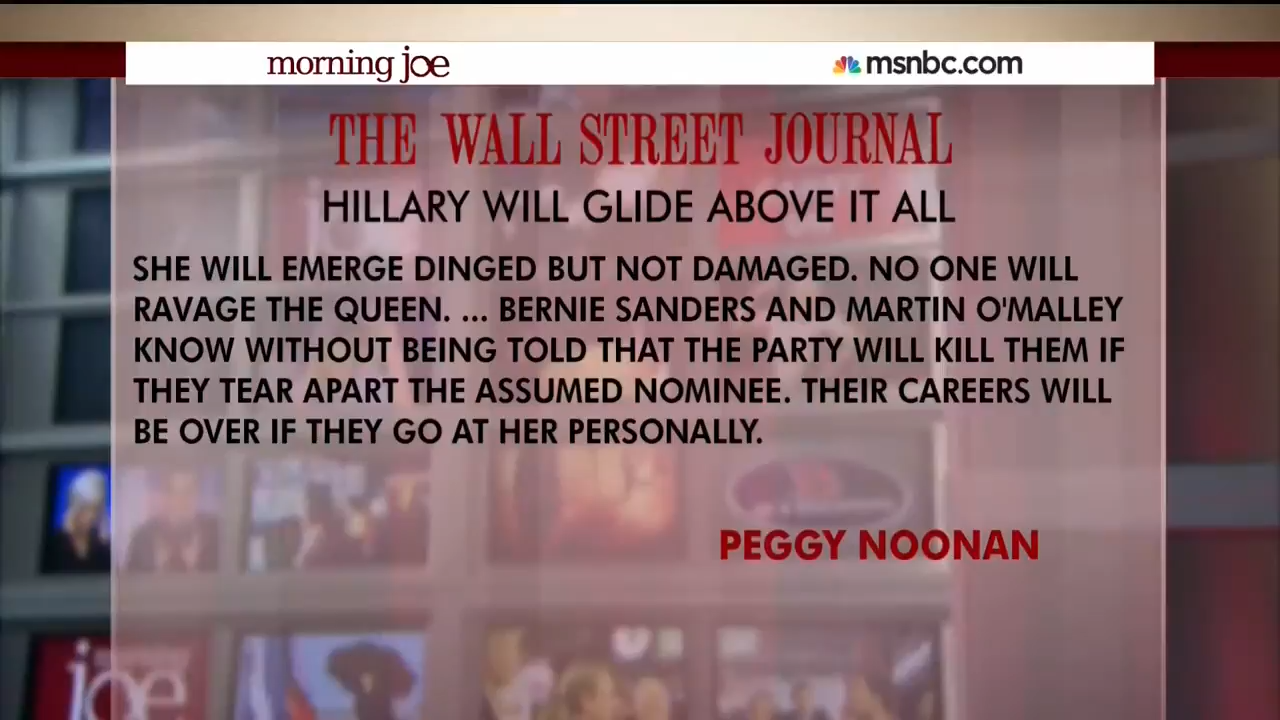 morning joe
msnbc.com
THE WALL STREET JOURNAL
HILLARY WILL GLIDE ABOVE IT ALL
SHE WILL EMERGE DINGED BUT NOT DAMAGED. NO ONE WILL
RAVAGE THE QUEEN. ... BERNIE SANDERS AND MARTIN O'MALLEY
KNOW WITHOUT BEING TOLD THAT THE PARTY WILL KILL THEM IF
THEY TEAR APART THE ASSUMED NOMINEE. THEIR CAREERS WILL
BE OVER IF THEY GO AT HER PERSONALLY.
PEGGY NOONAN
joe